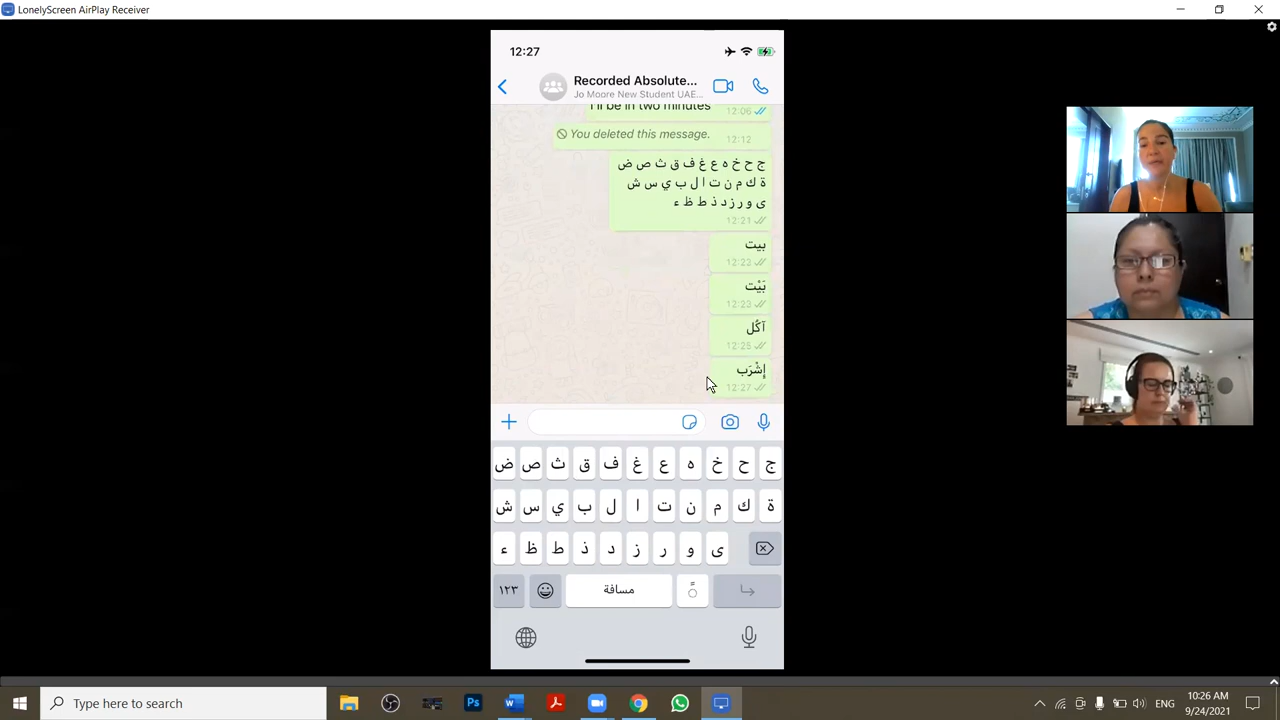 LonelyScreen AirPlay Receiver
12:27
Recorded Absolute...
Jo Moore New Student UAE...
I'll be in two minutes
12:06
You deleted this message.
12:12
ج ح خ ه ع غ ف ق ث ص ض
ة ك م ن ت ا ل ب ي س ش
ى و ر ز د ذ ط ظ ء
12:21
بيت
12:22
بَيْت
12:23
آكُل
12:25
إِشْرَب
12:27
ض ص ث ق ف غ ع ه خ ح ج
ش س ي ب ل ا ت ن م ك ة
ء ظ ط ذ د ز ر و ى
١٢٣
مسافة
Type here to search
Ps
ENG
10:26 AM
9/24/2021